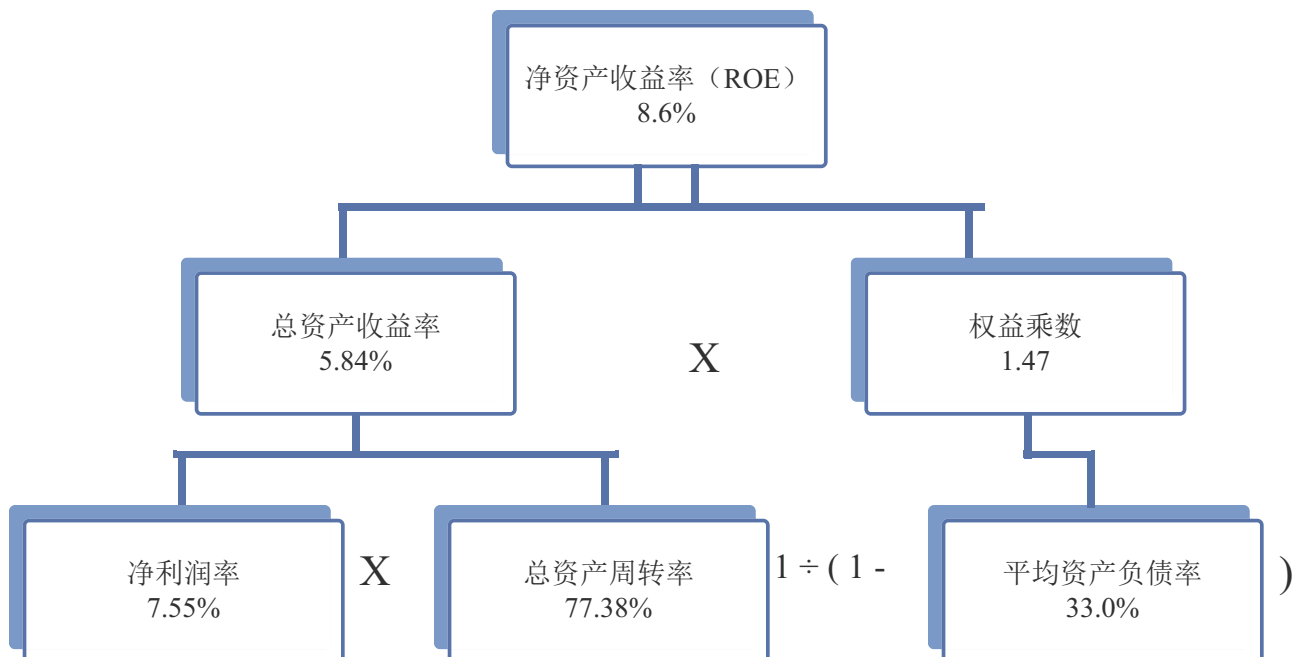 净资产收益率（ROE）
8.6%
总资产收益率
5.84%
X
权益乘数
1.47
净利润率
7.55%
X
总资产周转率
77.38%
1 ÷ ( 1 -
平均资产负债率
33.0%
)